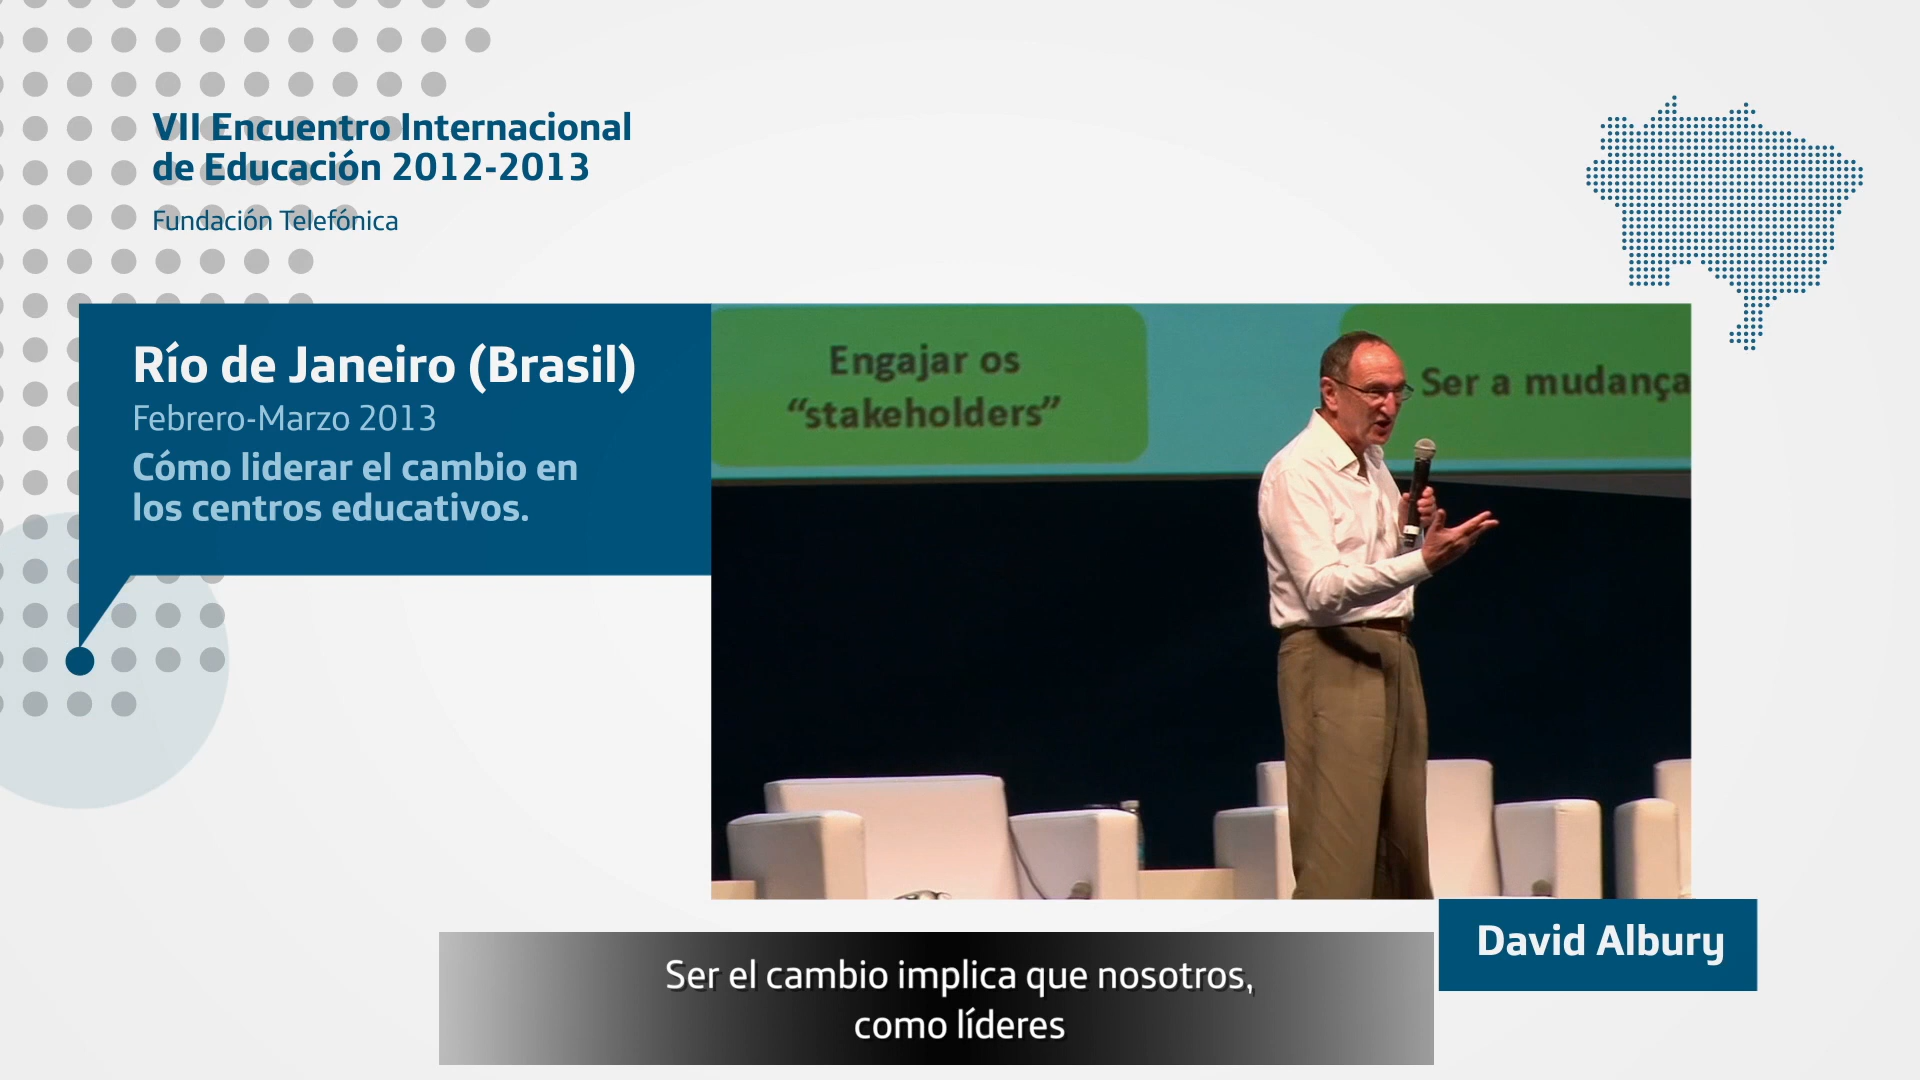 VII Encuentro Internacional
de Educación 2012-2013
Fundación Telefónica
Río de Janeiro (Brasil)
Febrero-Marzo 2013
Cómo liderar el cambio en
los centros educativos.
Engajar os
“stakeholders”
Ser a mudança
David Albury
Ser el cambio implica que nosotros,
como líderes